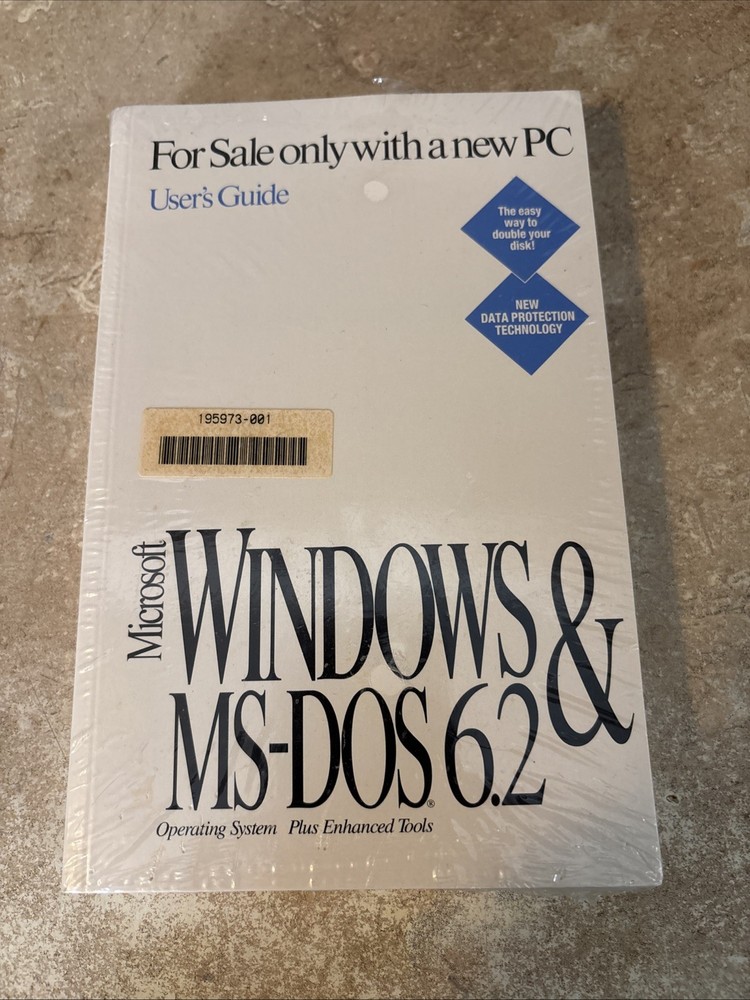 For Sale only with a new PC
User's Guide
The easy
way to
double your
disk!
NEW
DATA PROTECTION
TECHNOLOGY
195973-001
Microsoft
WINDOWS &
MS-DOS® 6.2
Operating System Plus Enhanced Tools